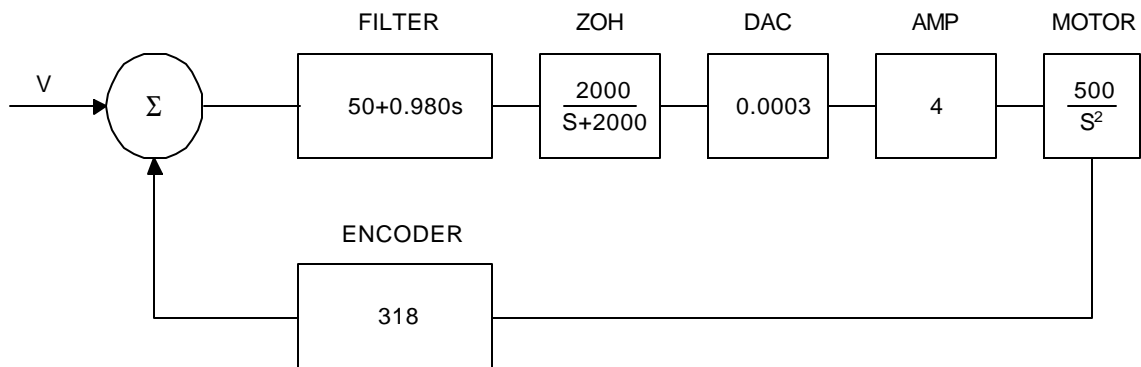 FILTER
ZOH
DAC
AMP
MOTOR
V
Σ
50+0.980s
2000
S+2000
0.0003
4
500
S²
ENCODER
318